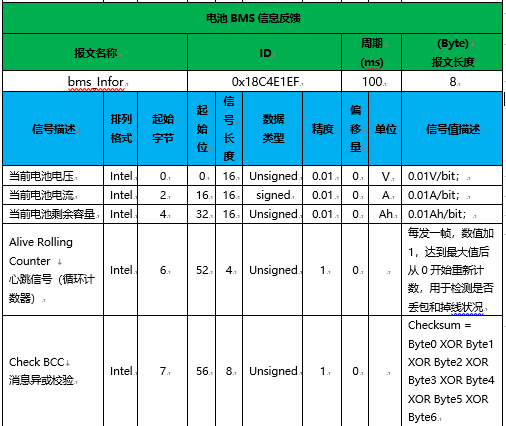 电池 BMS 信息反馈
报文名称 ID 周期 (ms) (Byte) 报文长度
bms_Infor 0x18C4E1EF 100 8
信号描述 排列格式 起始字节 起始位 信号长度 数据类型 精度 偏移量 单位 信号值描述
当前电池电压 Intel 0 0 16 Unsigned 0.01 0 V 0.01V/bit；
当前电池电流 Intel 2 16 16 signed 0.01 0 A 0.01A/bit；
当前电池剩余容量 Intel 4 32 16 Unsigned 0.01 0 Ah 0.01Ah/bit；
Alive Rolling
Counter
心跳信号（循环计
数器）
Intel 6 52 4 Unsigned 1 0
每发一帧，数值加
1，达到最大值后
从 0 开始重新计
数，用于检测是否
丢包和掉线状况
Check BCC
消息异或校验
Intel 7 56 8 Unsigned 1 0
Checksum =
Byte0 XOR Byte1
XOR Byte2 XOR
Byte3 XOR Byte4
XOR Byte5 XOR
Byte6